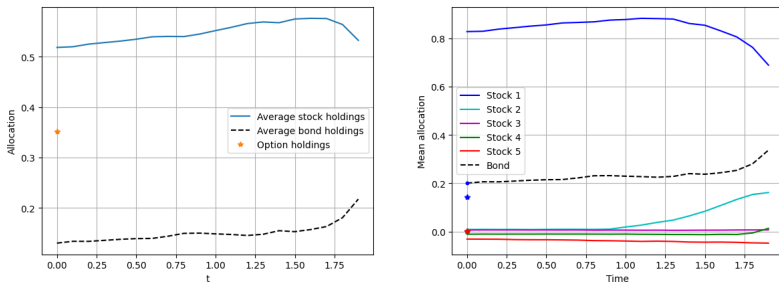 Allocation
0.5
0.4
0.3
0.2
Average stock holdings
Average bond holdings
Option holdings
0.00 0.25 0.50 0.75 1.00 1.25 1.50 1.75
t
Mean allocation
0.8
0.6
0.4
0.2
0.0
Stock 1
Stock 2
Stock 3
Stock 4
Stock 5
Bond
0.00 0.25 0.50 0.75 1.00 1.25 1.50 1.75
Time